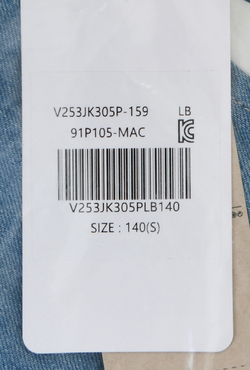 V253JK305P-159 LB
91P105-MAC
V253JK305PLB140
SIZE : 140(S)